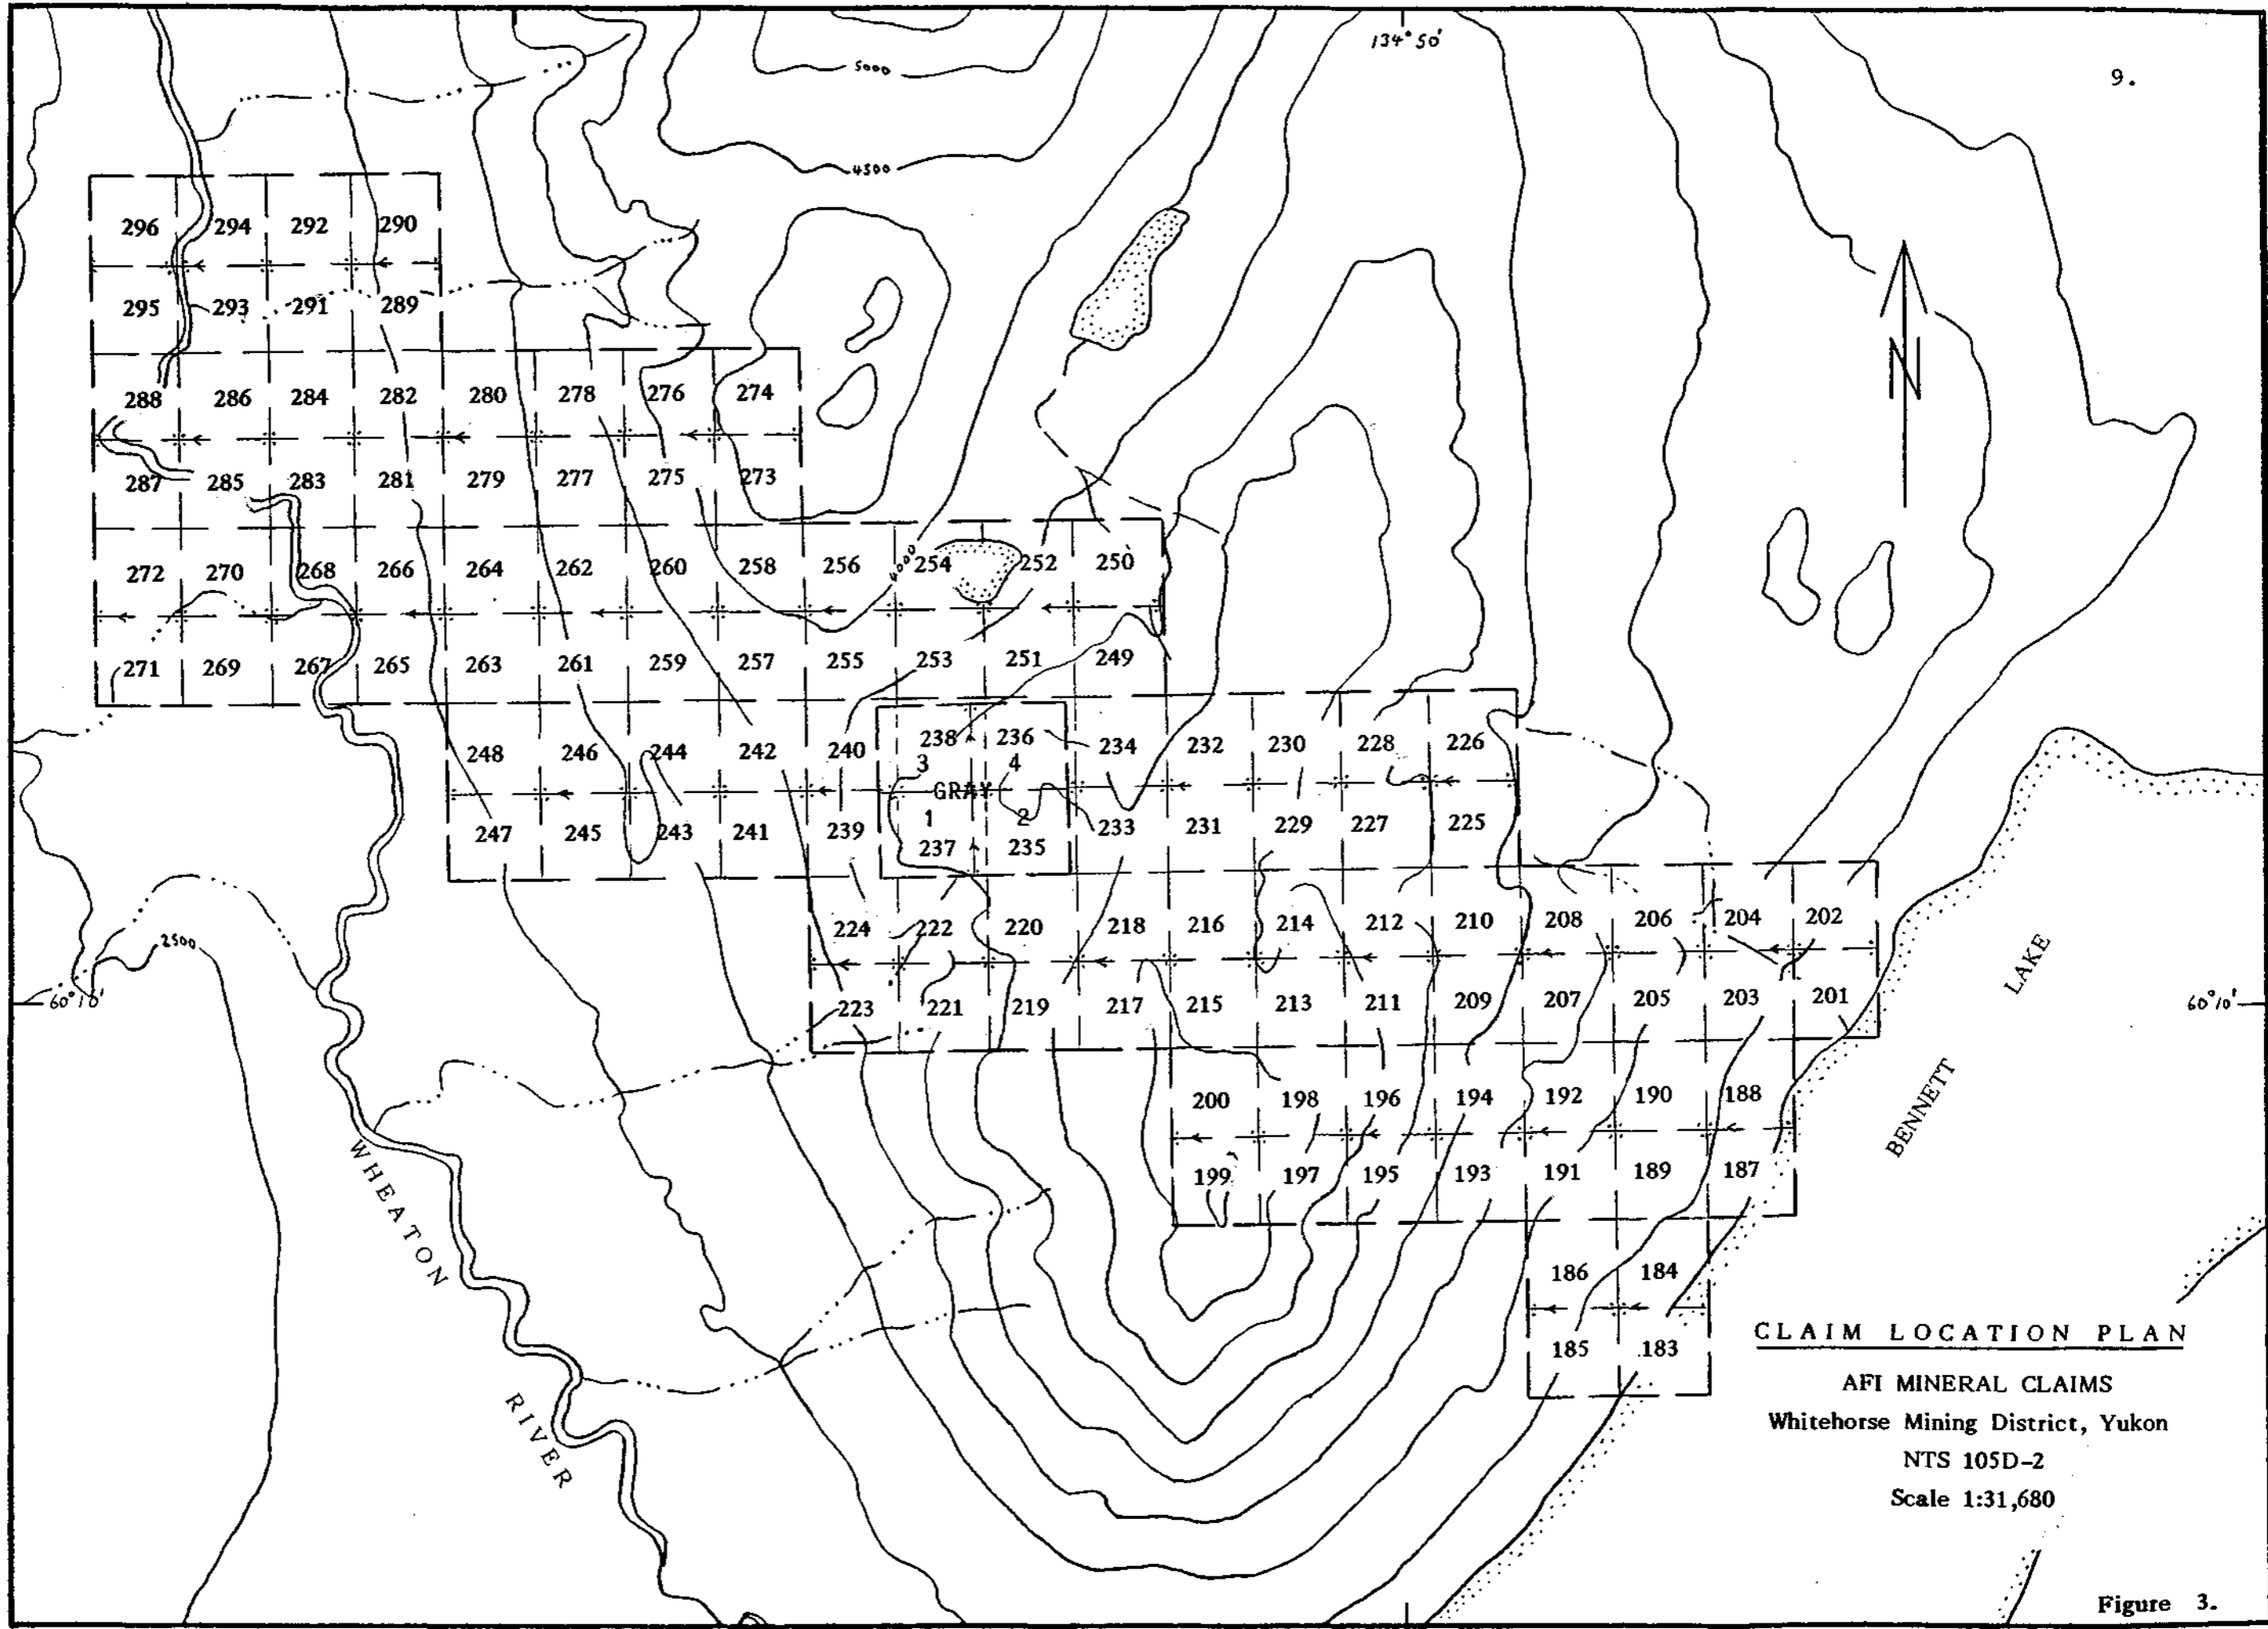 134°50'
9.
5000
4500
296 294 292 290
295 293 291 289
288 286 284 282 280 278 276 274
287 285 283 281 279 277 275 273
4000
272 270 268 266 264 262 260 258 256 254 252 250
271 269 267 265 263 261 259 257 255 253 251 249
248 246 244 242 240 238 236 234 232 230 228 226
3 4
GRAY
1 2
247 245 243 241 239 237 235 233 231 229 227 225
224 222 220 218 216 214 212 210 208 206 204 202
2500
60°10'
223 221 219 217 215 213 211 209 207 205 203 201
60°10'
BENNETT LAKE
200 198 196 194 192 190 188
199 197 195 193 191 189 187
186 184
185 183
WHEATON
RIVER
N
CLAIM LOCATION PLAN
AFI MINERAL CLAIMS
Whitehorse Mining District, Yukon
NTS 105D-2
Scale 1:31,680
Figure 3.